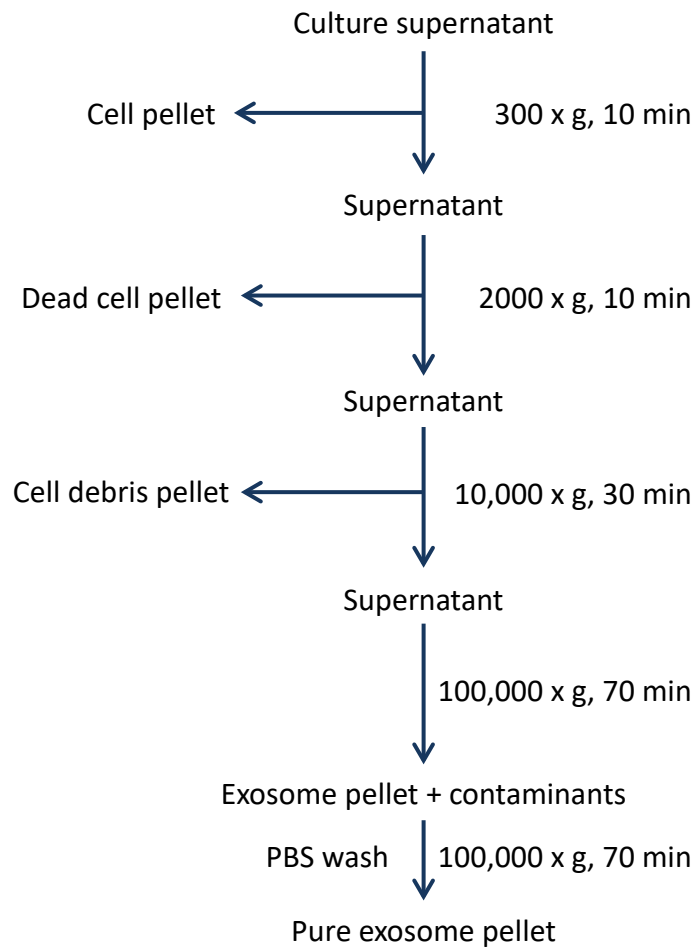 Culture supernatant
Cell pellet
300 x g, 10 min
Supernatant
Dead cell pellet
2000 x g, 10 min
Supernatant
Cell debris pellet
10,000 x g, 30 min
Supernatant
100,000 x g, 70 min
Exosome pellet + contaminants
PBS wash
100,000 x g, 70 min
Pure exosome pellet